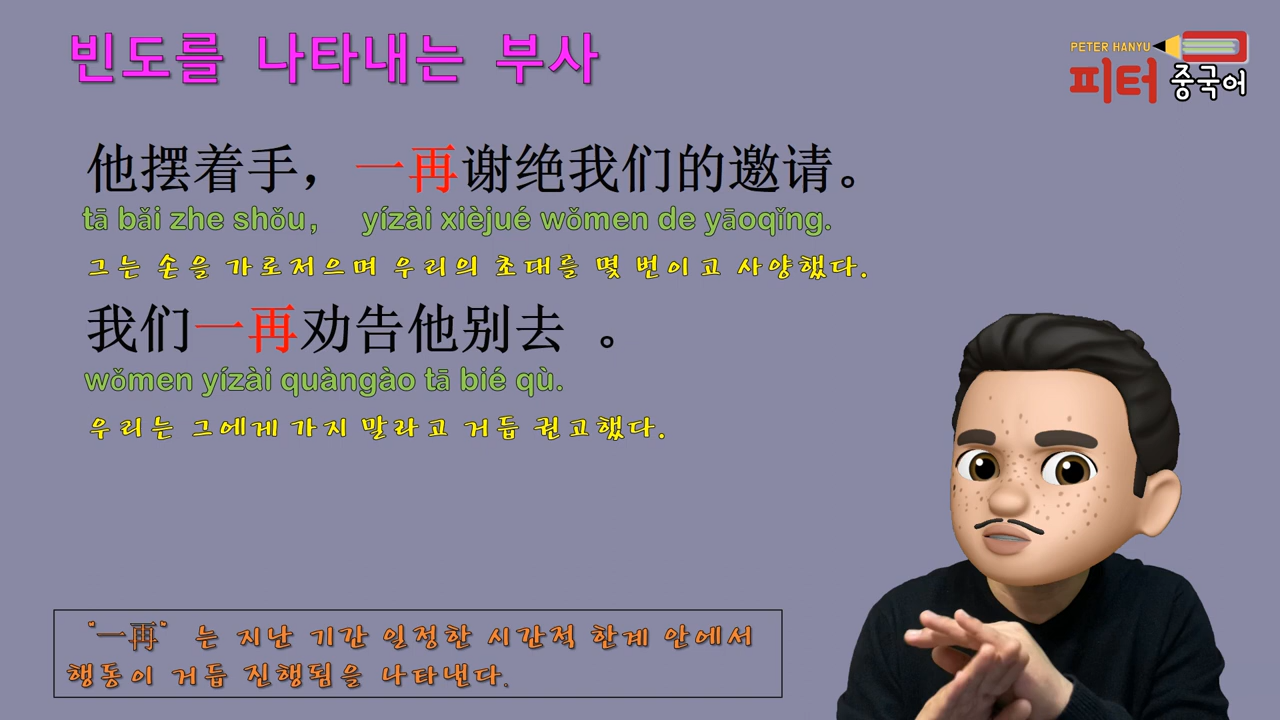 빈도를 나타내는 부사
PETER HANYU
피터 중국어
他摆着手，一再谢绝我们的邀请。
tā bǎi zhe shǒu， yízài xièjué wǒmen de yāoqǐng.
그는 손을 가로저으며 우리의 초대를 몇 번이고 사양했다.
我们一再劝告他别去 。
wǒmen yízài quàngào tā bié qù.
우리는 그에게 가지 말라고 거듭 권고했다.
"一再" 는 지난 기간 일정한 시간적 한계 안에서
행동이 거듭 진행됨을 나타낸다.